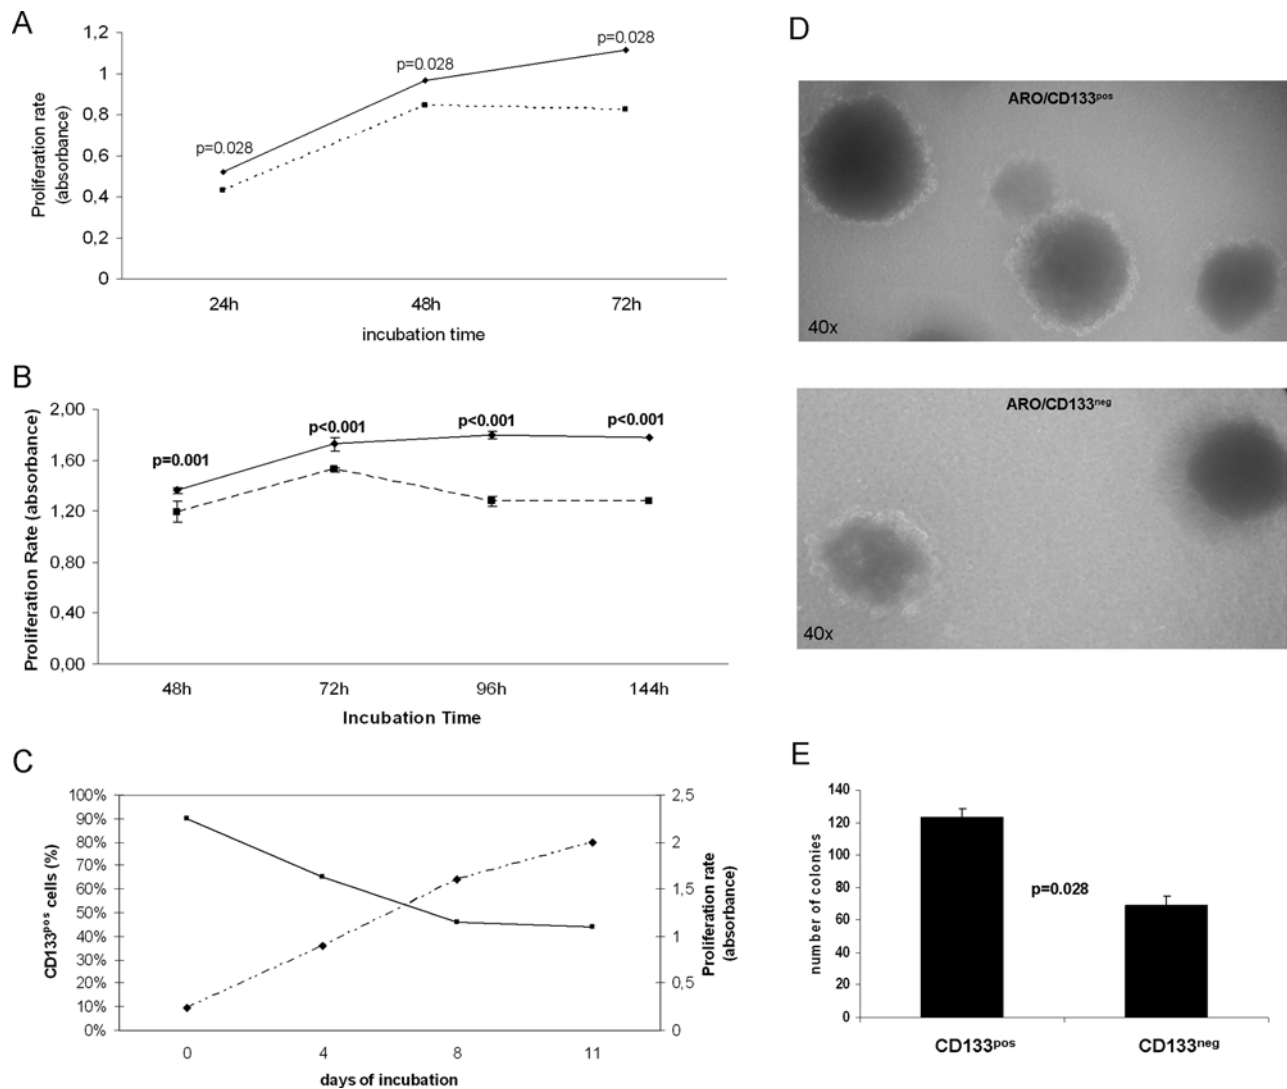 A
1,2
1
0,8
0,6
0,4
0,2
0
Proliferation rate
(absorbance)
p=0.028
p=0.028
p=0.028
24h
48h
72h
incubation time
B
2,00
1,60
1,20
0,80
0,40
0,00
Proliferation Rate (absorbance)
p=0.001
p<0.001
p<0.001
p<0.001
48h
72h
96h
144h
Incubation Time
C
100%
90%
80%
70%
60%
50%
40%
30%
20%
10%
0%
CD133pos cells (%)
2,5
2
1,5
1
0,5
0
Proliferation rate
(absorbance)
0
4
8
11
days of incubation
D
ARO/CD133pos
40x
ARO/CD133neg
40x
E
140
120
100
80
60
40
20
0
number of colonies
p=0.028
CD133pos
CD133neg